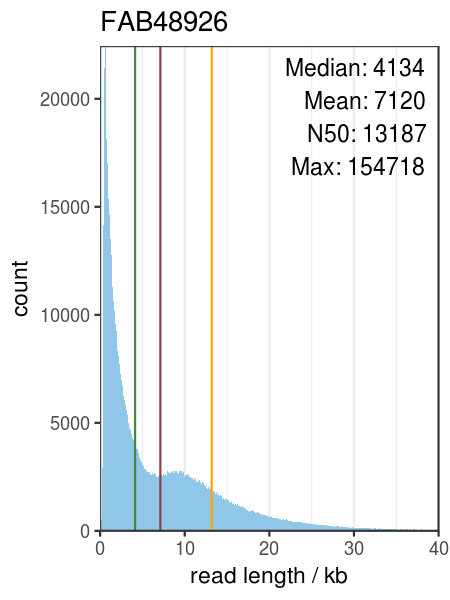 FAB48926
Median: 4134
Mean: 7120
N50: 13187
Max: 154718
count
20000
15000
10000
5000
0
0 10 20 30 40
read length / kb